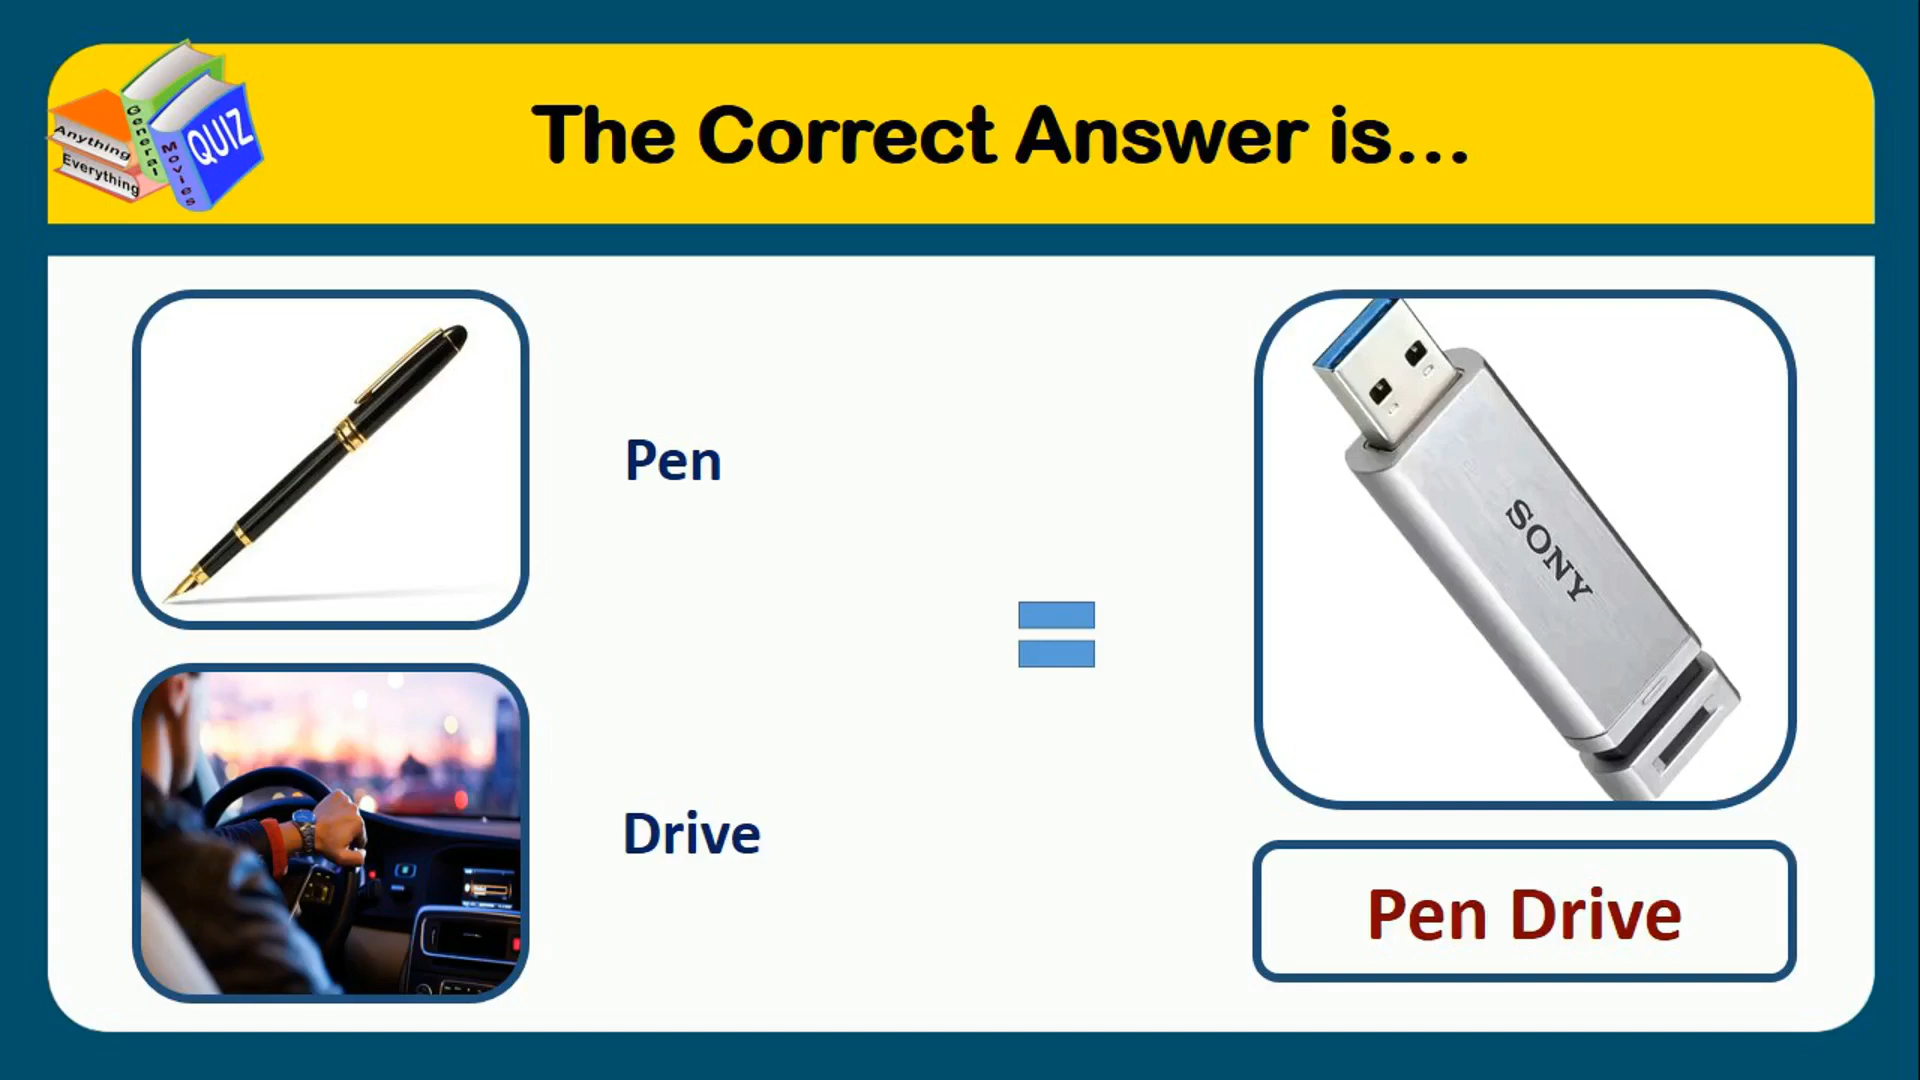 Anything
Everything
General
Movies
QUIZ
The Correct Answer is...
Pen
SONY
Drive
Pen Drive